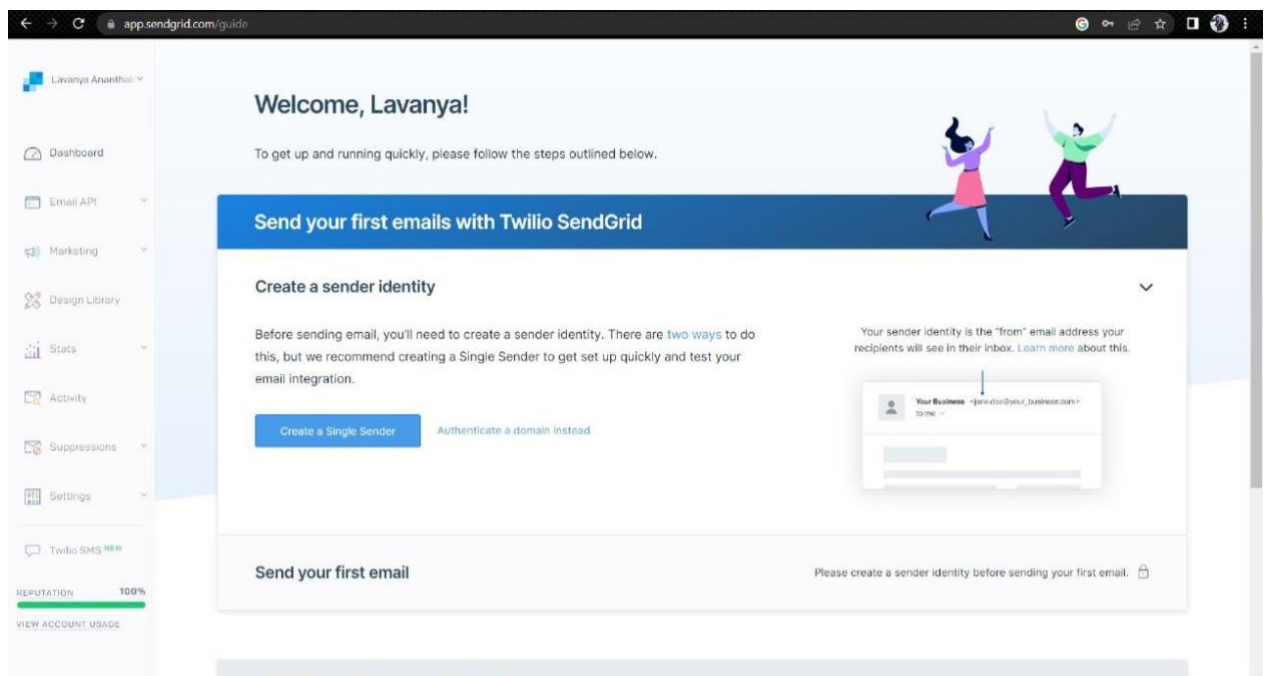 app.sendgrid.com/guide
Lavanya Ananthal
Dashboard
Email API
Marketing
Design Library
Stats
Activity
Suppressions
Settings
Twilio SMS NEW
REPUTATION 100%
VIEW ACCOUNT USAGE
Welcome, Lavanya!
To get up and running quickly, please follow the steps outlined below.
Send your first emails with Twilio SendGrid
Create a sender identity
Before sending email, you'll need to create a sender identity. There are two ways to do
this, but we recommend creating a Single Sender to get set up quickly and test your
email integration.
Create a Single Sender
Authenticate a domain instead
Your sender identity is the "from" email address your
recipients will see in their inbox. Learn more about this.
Your Business <jane.doe@your_business.com>
to me
Send your first email
Please create a sender identity before sending your first email.